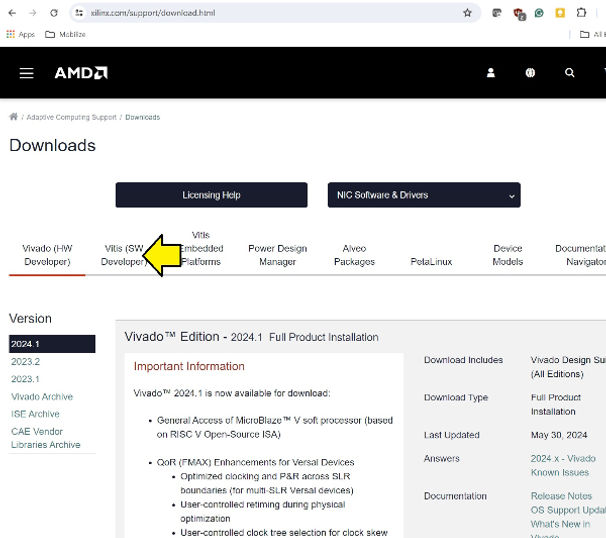 xilinx.com/support/download.html
Apps Mobilize All
AMD
/ Adaptive Computing Support / Downloads
Downloads
Licensing Help
NIC Software & Drivers
Vivado (HW
Developer)
Vitis (SW
Developer)
Vitis
Embedded
Platforms
Power Design
Manager
Alveo
Packages
PetaLinux
Device
Models
Documentat
Navigator
Version
2024.1
2023.2
2023.1
Vivado Archive
ISE Archive
CAE Vendor
Libraries Archive
Vivado™ Edition - 2024.1 Full Product Installation
Important Information
Vivado™ 2024.1 is now available for download:
• General Access of MicroBlaze™ V soft processor (based
on RISC V Open-Source ISA)
• QoR (FMAX) Enhancements for Versal Devices
• Optimized clocking and P&R across SLR
boundaries (for multi-SLR Versal devices)
• User-controlled retiming during physical
optimization
• User-controlled clock tree selection for clock skew
Download Includes
Vivado Design Sui
(All Editions)
Download Type
Full Product
Installation
Last Updated
May 30, 2024
Answers
2024.x - Vivado
Known Issues
Documentation
Release Notes
OS Support Updat
What's New in
Vivado